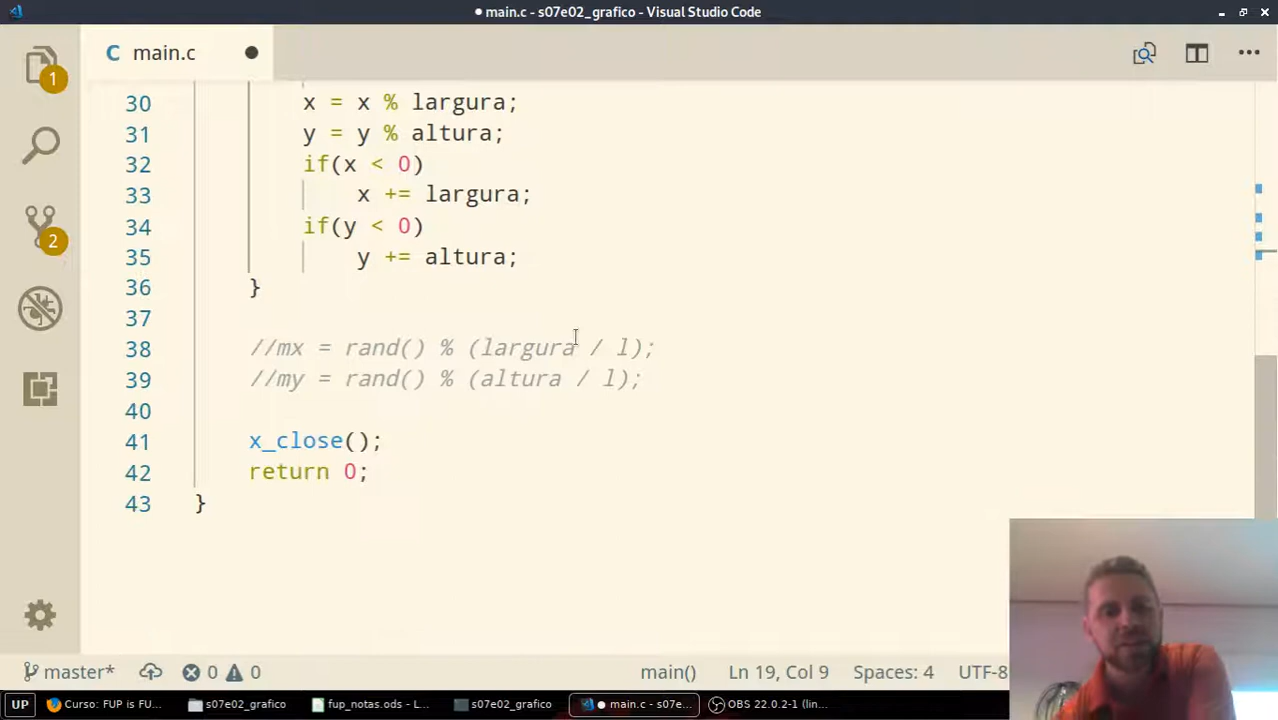 ● main.c - s07e02_grafico - Visual Studio Code
C main.c ●
1
2
30 x = x % largura;
31 y = y % altura;
32 if(x < 0)
33 x += largura;
34 if(y < 0)
35 y += altura;
36 }
37
38 //mx = rand() % (largura / l);
39 //my = rand() % (altura / l);
40
41 x_close();
42 return 0;
43 }
master* 0 0 main() Ln 19, Col 9 Spaces: 4 UTF-8
UP Curso: FUP is FU... s07e02_grafico fup_notas.ods - L... s07e02_grafico ● main.c - s07e... OBS 22.0.2-1 (lin...